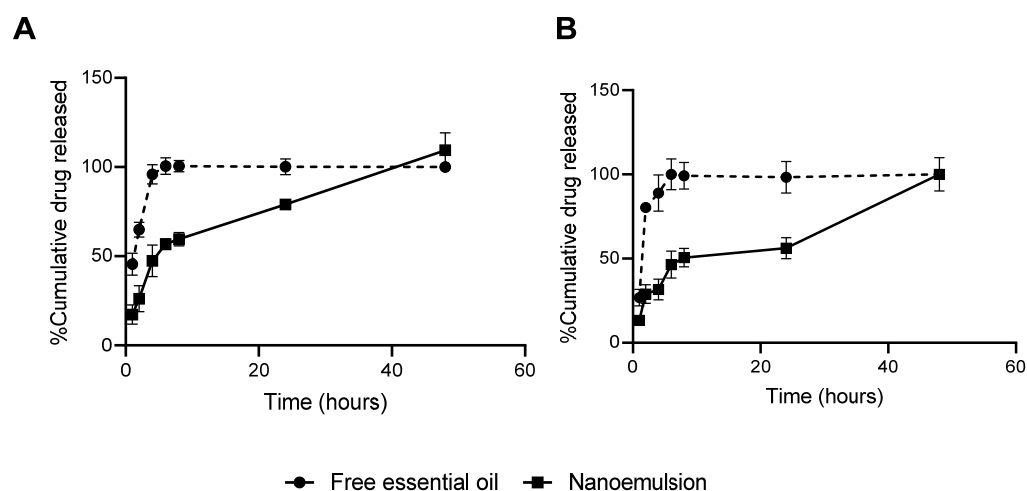 A
B
%Cumulative drug released
150
100
50
0
0
20
40
60
Time (hours)
%Cumulative drug released
150
100
50
0
0
20
40
60
Time (hours)
Free essential oil
Nanoemulsion